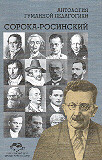 АНТОЛОГИЯ
ГУМАННОЙ ПЕДАГОГИКИ
СОРОКА-РОСИНСКИЙ